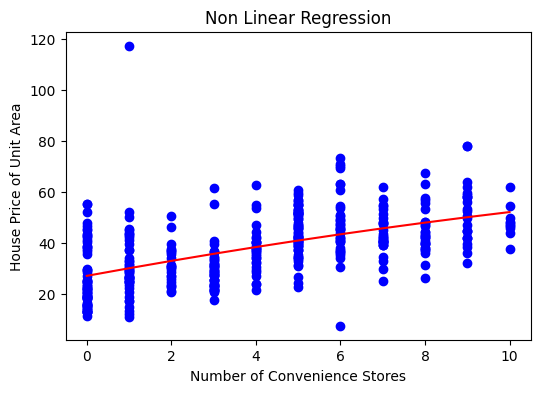 Non Linear Regression
120
100
80
60
40
20
House Price of Unit Area
0 2 4 6 8 10
Number of Convenience Stores